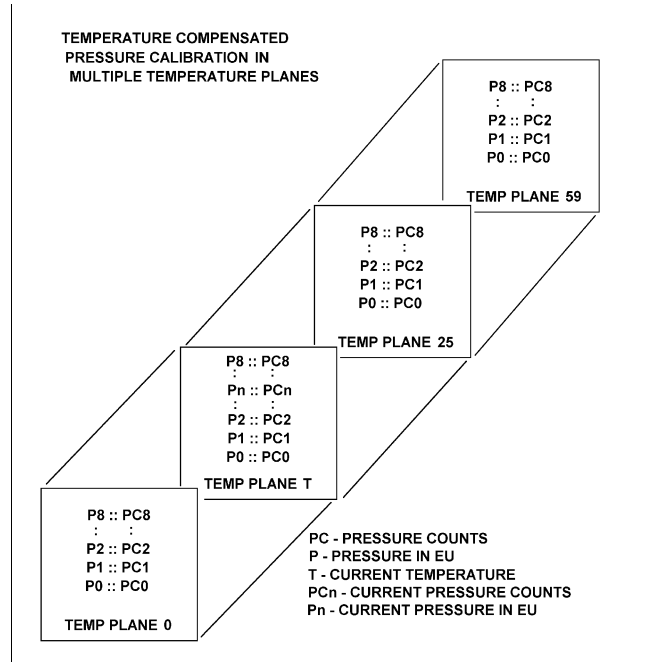 TEMPERATURE COMPENSATED
PRESSURE CALIBRATION IN
MULTIPLE TEMPERATURE PLANES
P8 :: PC8
: :
P2 :: PC2
P1 :: PC1
P0 :: PC0
TEMP PLANE 59
P8 :: PC8
: :
P2 :: PC2
P1 :: PC1
P0 :: PC0
TEMP PLANE 25
P8 :: PC8
: :
Pn :: PCn
: :
P2 :: PC2
P1 :: PC1
P0 :: PC0
TEMP PLANE T
P8 :: PC8
: :
P2 :: PC2
P1 :: PC1
P0 :: PC0
TEMP PLANE 0
PC - PRESSURE COUNTS
P - PRESSURE IN EU
T - CURRENT TEMPERATURE
PCn - CURRENT PRESSURE COUNTS
Pn - CURRENT PRESSURE IN EU